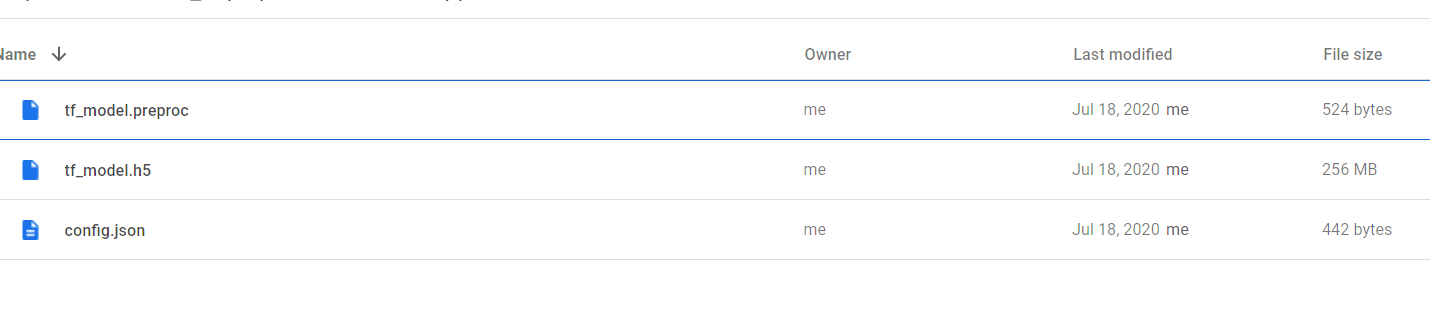 Name Owner Last modified File size
tf_model.preproc me Jul 18, 2020 me 524 bytes
tf_model.h5 me Jul 18, 2020 me 256 MB
config.json me Jul 18, 2020 me 442 bytes